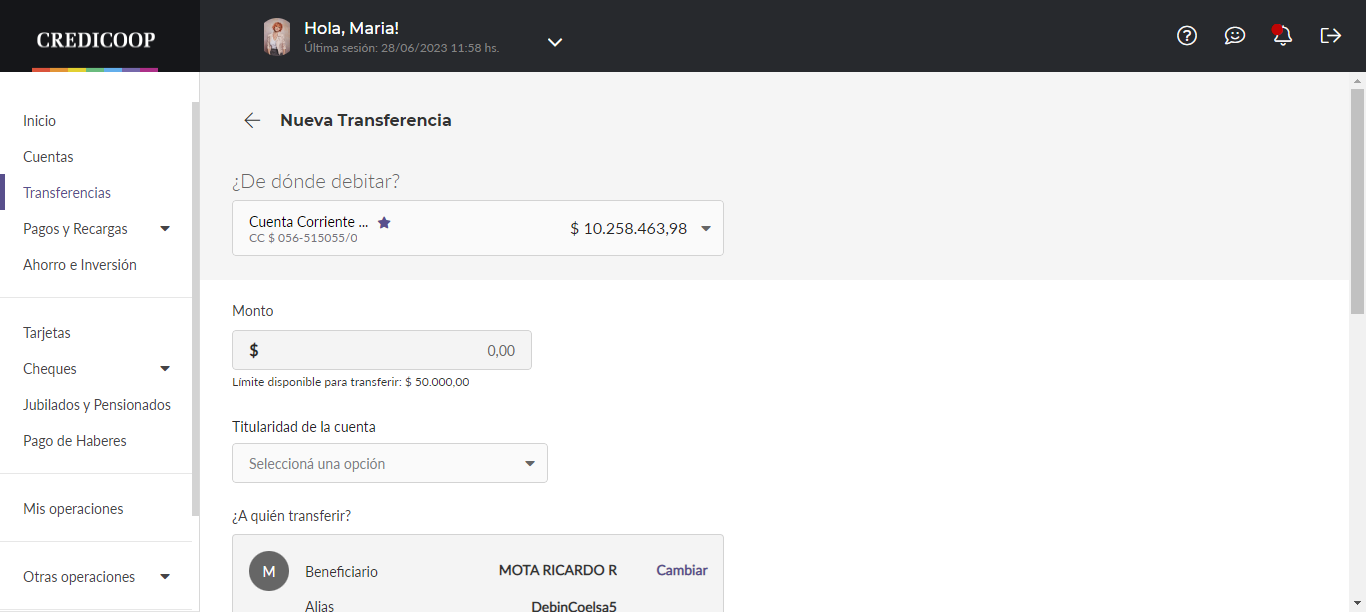 CREDICOOP
Hola, Maria!
Última sesión: 28/06/2023 11:58 hs.
Inicio
Cuentas
Transferencias
Pagos y Recargas
Ahorro e Inversión
Tarjetas
Cheques
Jubilados y Pensionados
Pago de Haberes
Mis operaciones
Otras operaciones
Nueva Transferencia
¿De dónde debitar?
Cuenta Corriente ...
$ 10.258.463,98
CC $ 056-515055/0
Monto
$ 0,00
Límite disponible para transferir: $ 50.000,00
Titularidad de la cuenta
Seleccioná una opción
¿A quién transferir?
M
Beneficiario MOTA RICARDO R Cambiar
Alias DebinCoelsa5